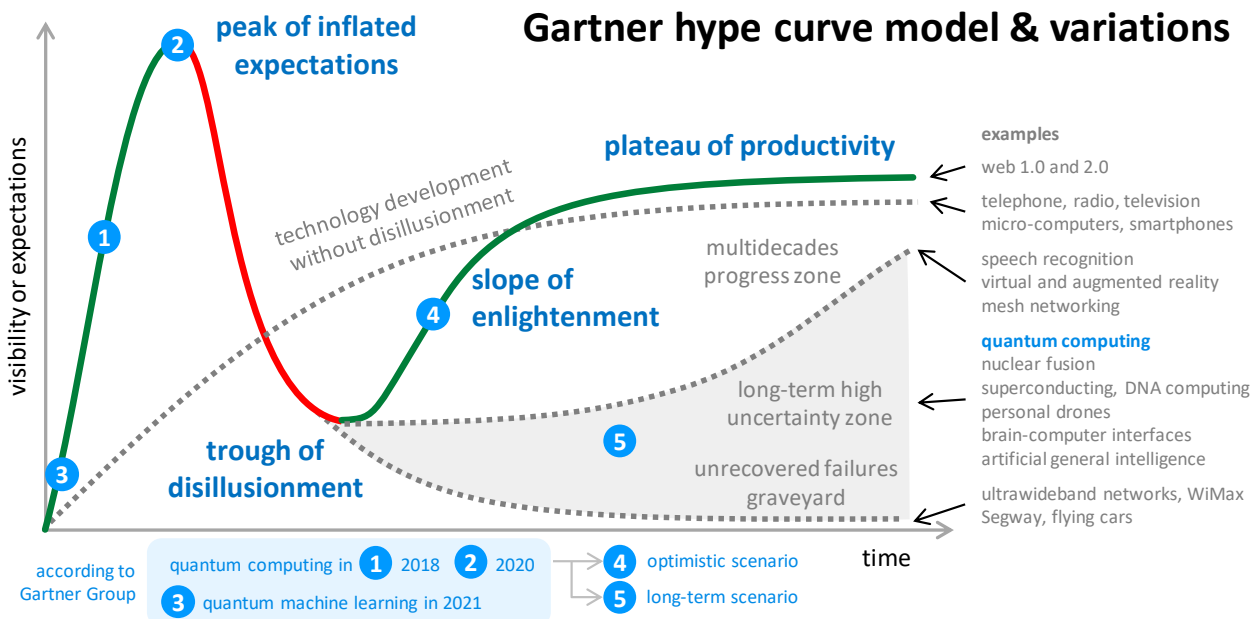 Gartner hype curve model & variations
peak of inflated
expectations
2
1
3
visibility or expectations
technology development
without disillusionment
plateau of productivity
multidecades
progress zone
slope of
enlightenment
4
long-term high
uncertainty zone
5
trough of
disillusionment
unrecovered failures
graveyard
time
examples
web 1.0 and 2.0
telephone, radio, television
micro-computers, smartphones
speech recognition
virtual and augmented reality
mesh networking
quantum computing
nuclear fusion
superconducting, DNA computing
personal drones
brain-computer interfaces
artificial general intelligence
ultrawideband networks, WiMax
Segway, flying cars
according to
Gartner Group
quantum computing in 1 2018 2 2020
3 quantum machine learning in 2021
4 optimistic scenario
5 long-term scenario